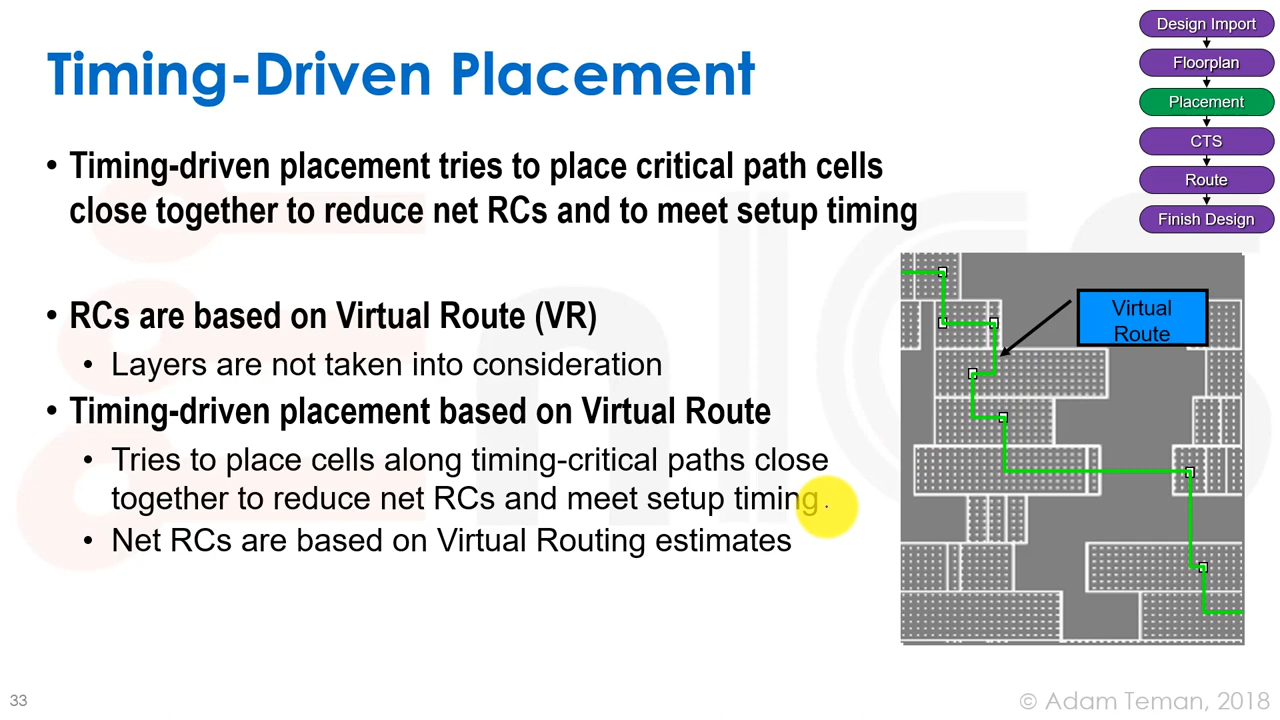 Timing-Driven Placement
• Timing-driven placement tries to place critical path cells
close together to reduce net RCs and to meet setup timing
• RCs are based on Virtual Route (VR)
• Layers are not taken into consideration
• Timing-driven placement based on Virtual Route
• Tries to place cells along timing-critical paths close
together to reduce net RCs and meet setup timing.
• Net RCs are based on Virtual Routing estimates
Design Import
Floorplan
Placement
CTS
Route
Finish Design
Virtual
Route
33
© Adam Teman, 2018